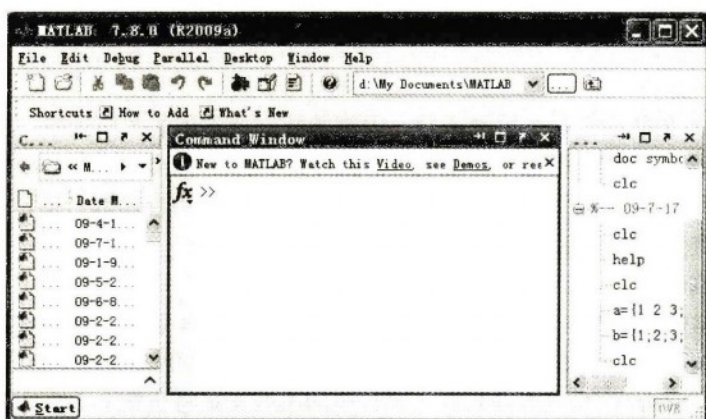 MATLAB 7.8.0 (R2009a)
File Edit Debug Parallel Desktop Window Help
d:\My Documents\MATLAB ...
Shortcuts How to Add What's New
C...
« M...
... Date M...
... 09-4-1...
... 09-7-1...
... 09-1-9...
... 09-5-2...
... 09-6-8...
... 09-2-2...
... 09-2-2...
... 09-2-2...
Command Window
New to MATLAB? Watch this Video, see Demos, or
fx >>
...
doc symbo
clc
%-- 09-7-17
clc
help
clc
a={1 2 3;
b={1;2;3;
clc
Start
OVR